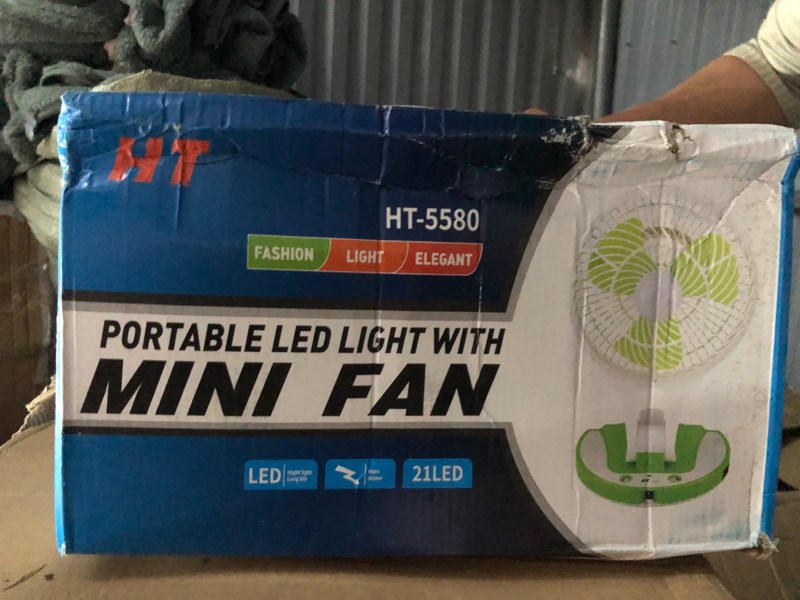 HT
HT-5580
FASHION LIGHT ELEGANT
PORTABLE LED LIGHT WITH
MINI FAN
LED 21LED